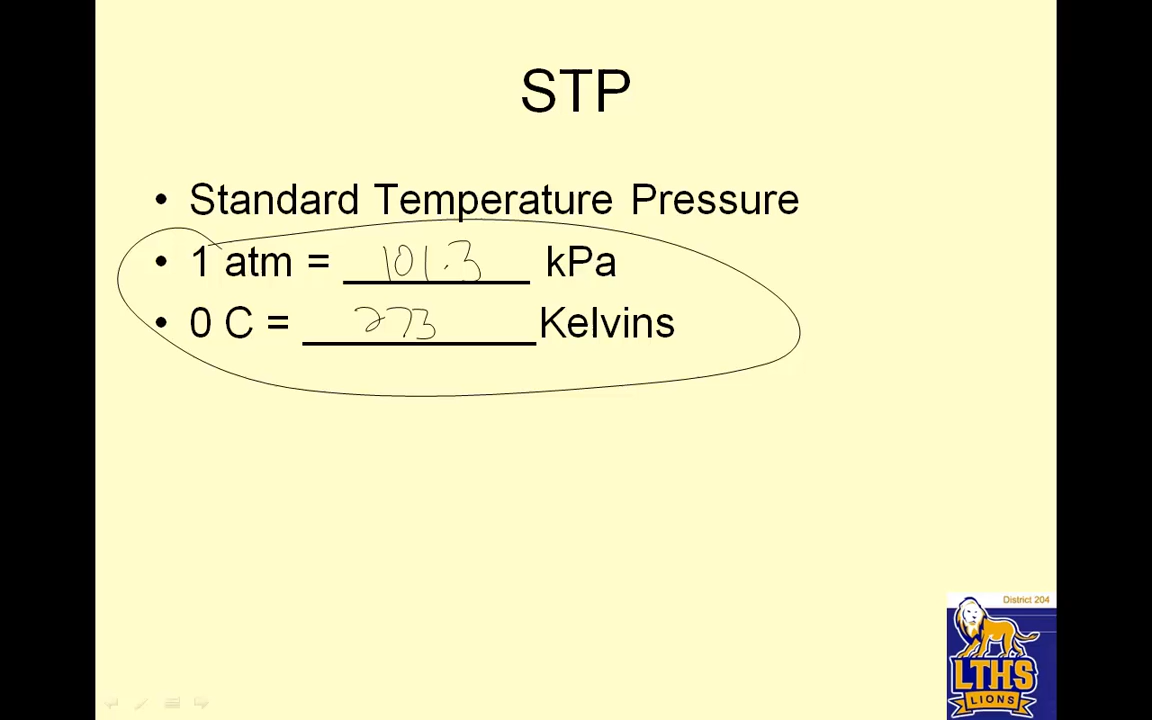 STP
• Standard Temperature Pressure
• 1 atm = 101.3 kPa
• 0 C = 273 Kelvins
District 204
LTHS
LIONS